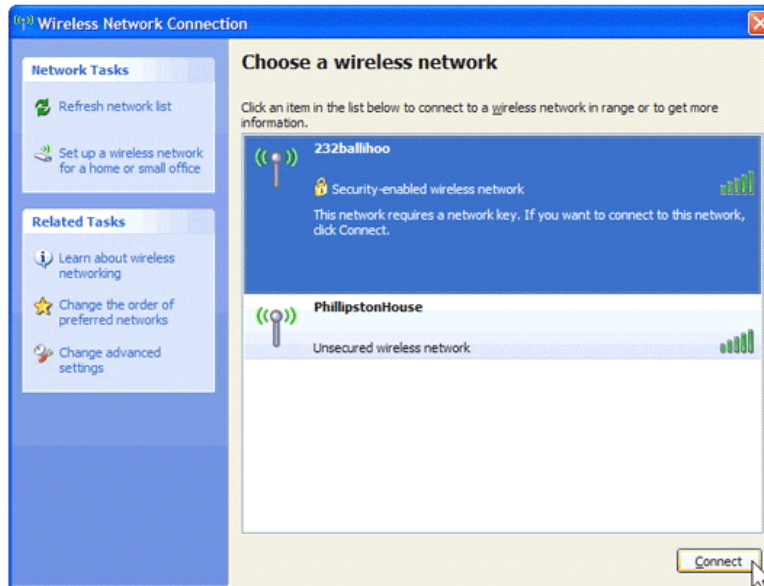 Wireless Network Connection
Network Tasks
Refresh network list
Set up a wireless network
for a home or small office
Related Tasks
Learn about wireless
networking
Change the order of
preferred networks
Change advanced
settings
Choose a wireless network
Click an item in the list below to connect to a wireless network in range or to get more
information.
232ballihoo
Security-enabled wireless network
This network requires a network key. If you want to connect to this network,
click Connect.
PhillipstonHouse
Unsecured wireless network
Connect